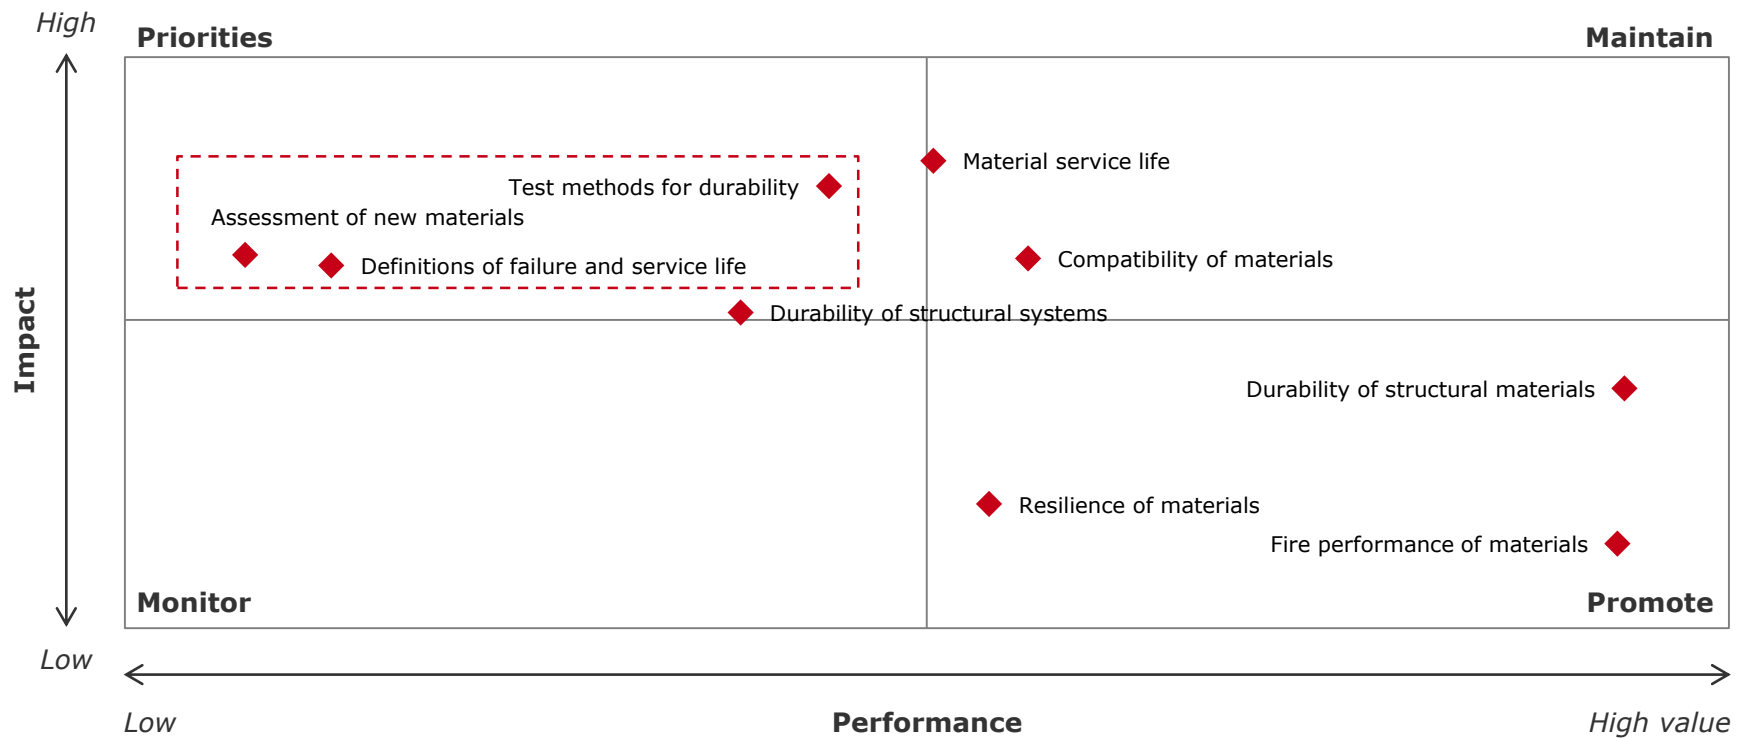 High
Priorities
Maintain
Material service life
Test methods for durability
Assessment of new materials
Compatibility of materials
Definitions of failure and service life
Durability of structural systems
Impact
Durability of structural materials
Resilience of materials
Fire performance of materials
Monitor
Promote
Low
Low
Performance
High value